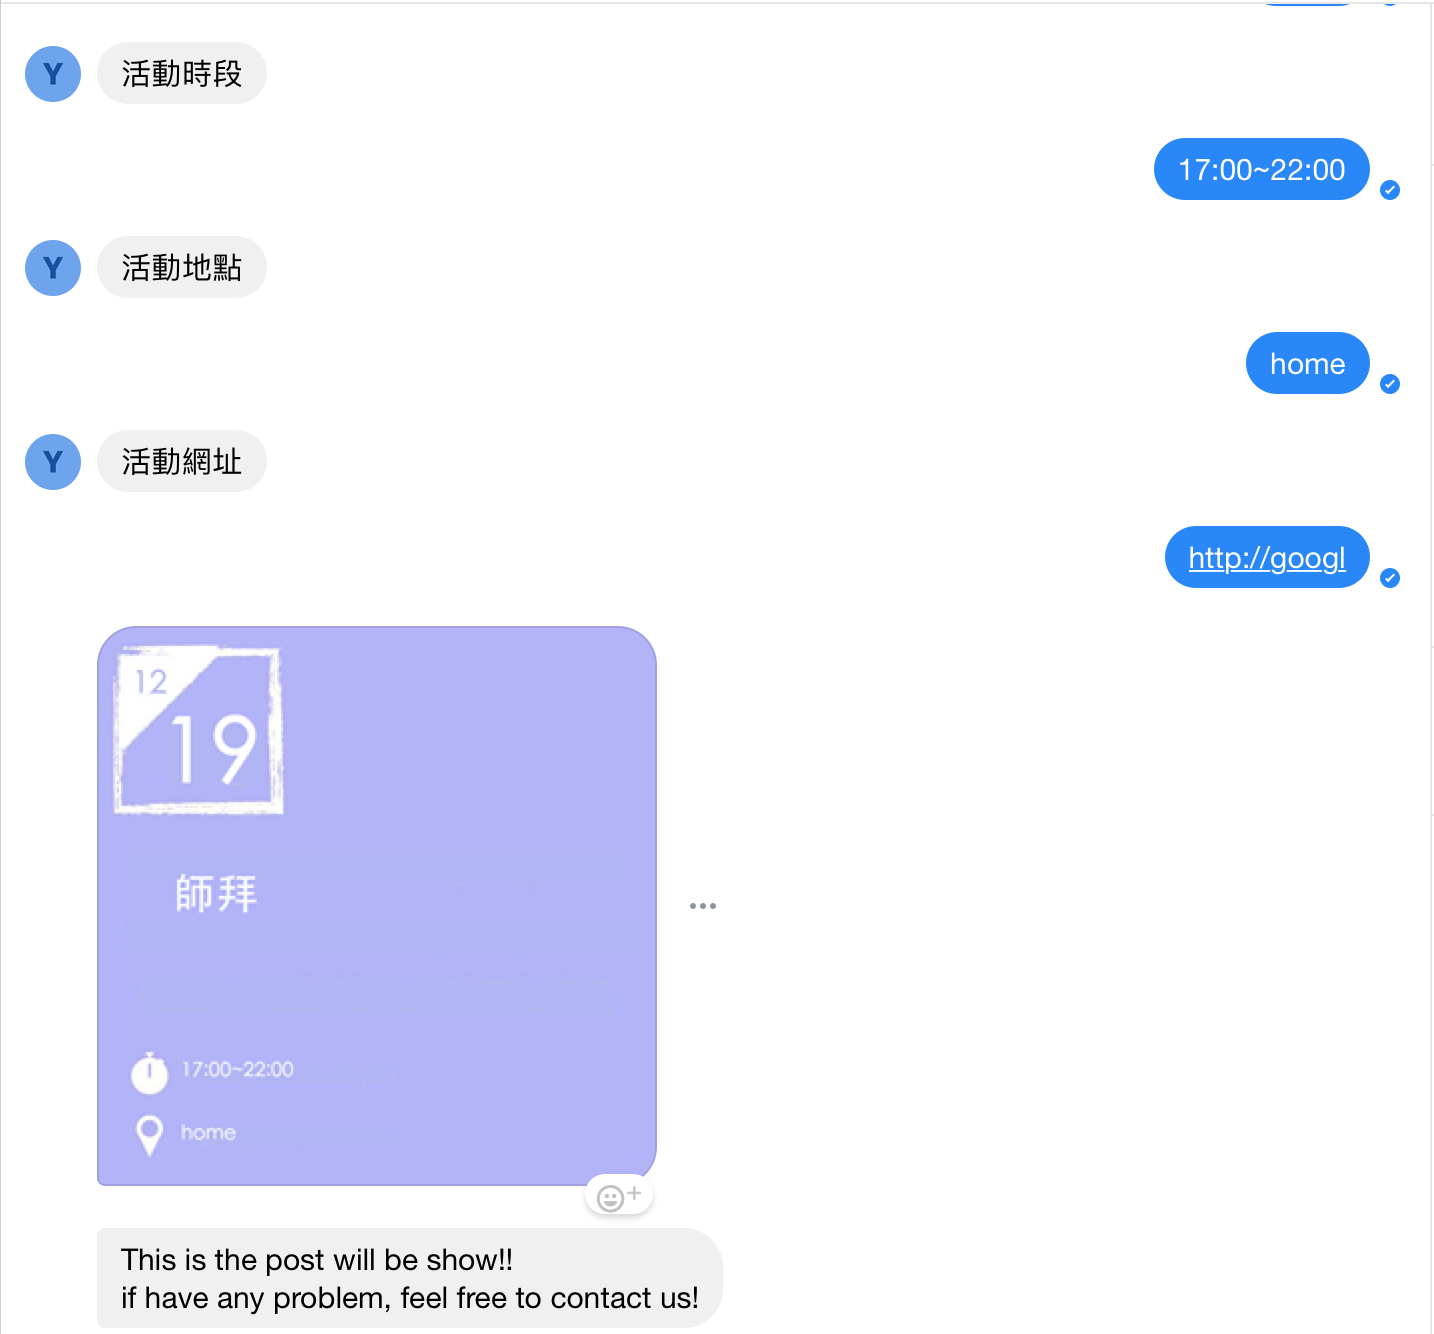 Y
活動時段
17:00~22:00
Y
活動地點
home
Y
活動網址
http://googl
12
19
師拜
17:00~22:00
home
This is the post will be show!!
if have any problem, feel free to contact us!